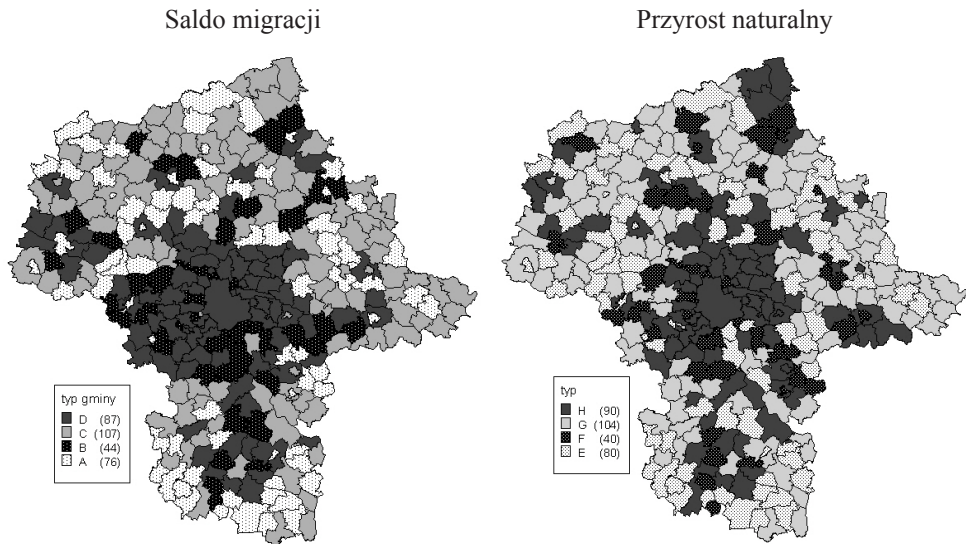 Saldo migracji
Przyrost naturalny
typ gminy
D (87)
C (107)
B (44)
A (76)
typ
H (90)
G (104)
F (40)
E (80)